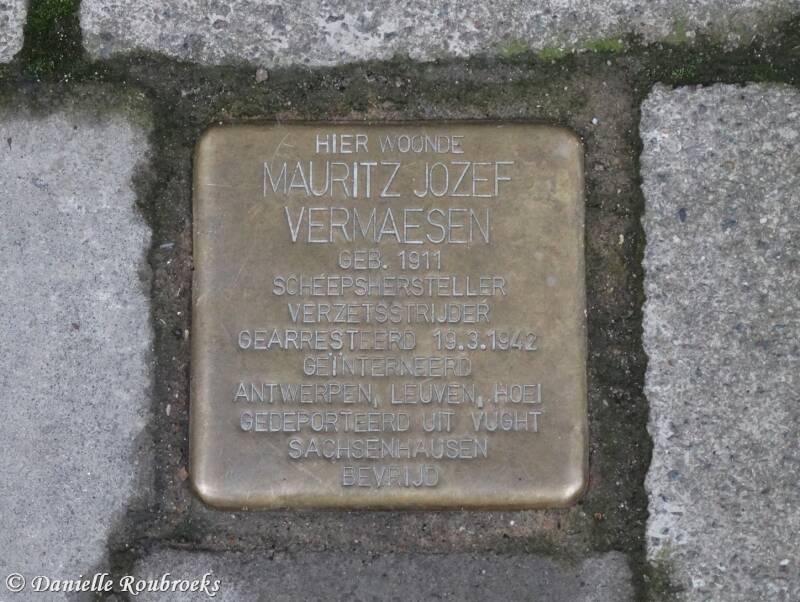 HIER WOONDE
MAURITZ JOZEF
VERMAESEN
GEB. 1911
SCHEEPSHERSTELLER
VERZETSSTRIJDER
GEARRESTEERD 19.3.1942
GEÏNTERNEERD
ANTWERPEN, LEUVEN, HOEI
GEDEPORTEERD UIT VUGHT
SACHSENHAUSEN
BEVRIJD
© Danielle Roubroeks